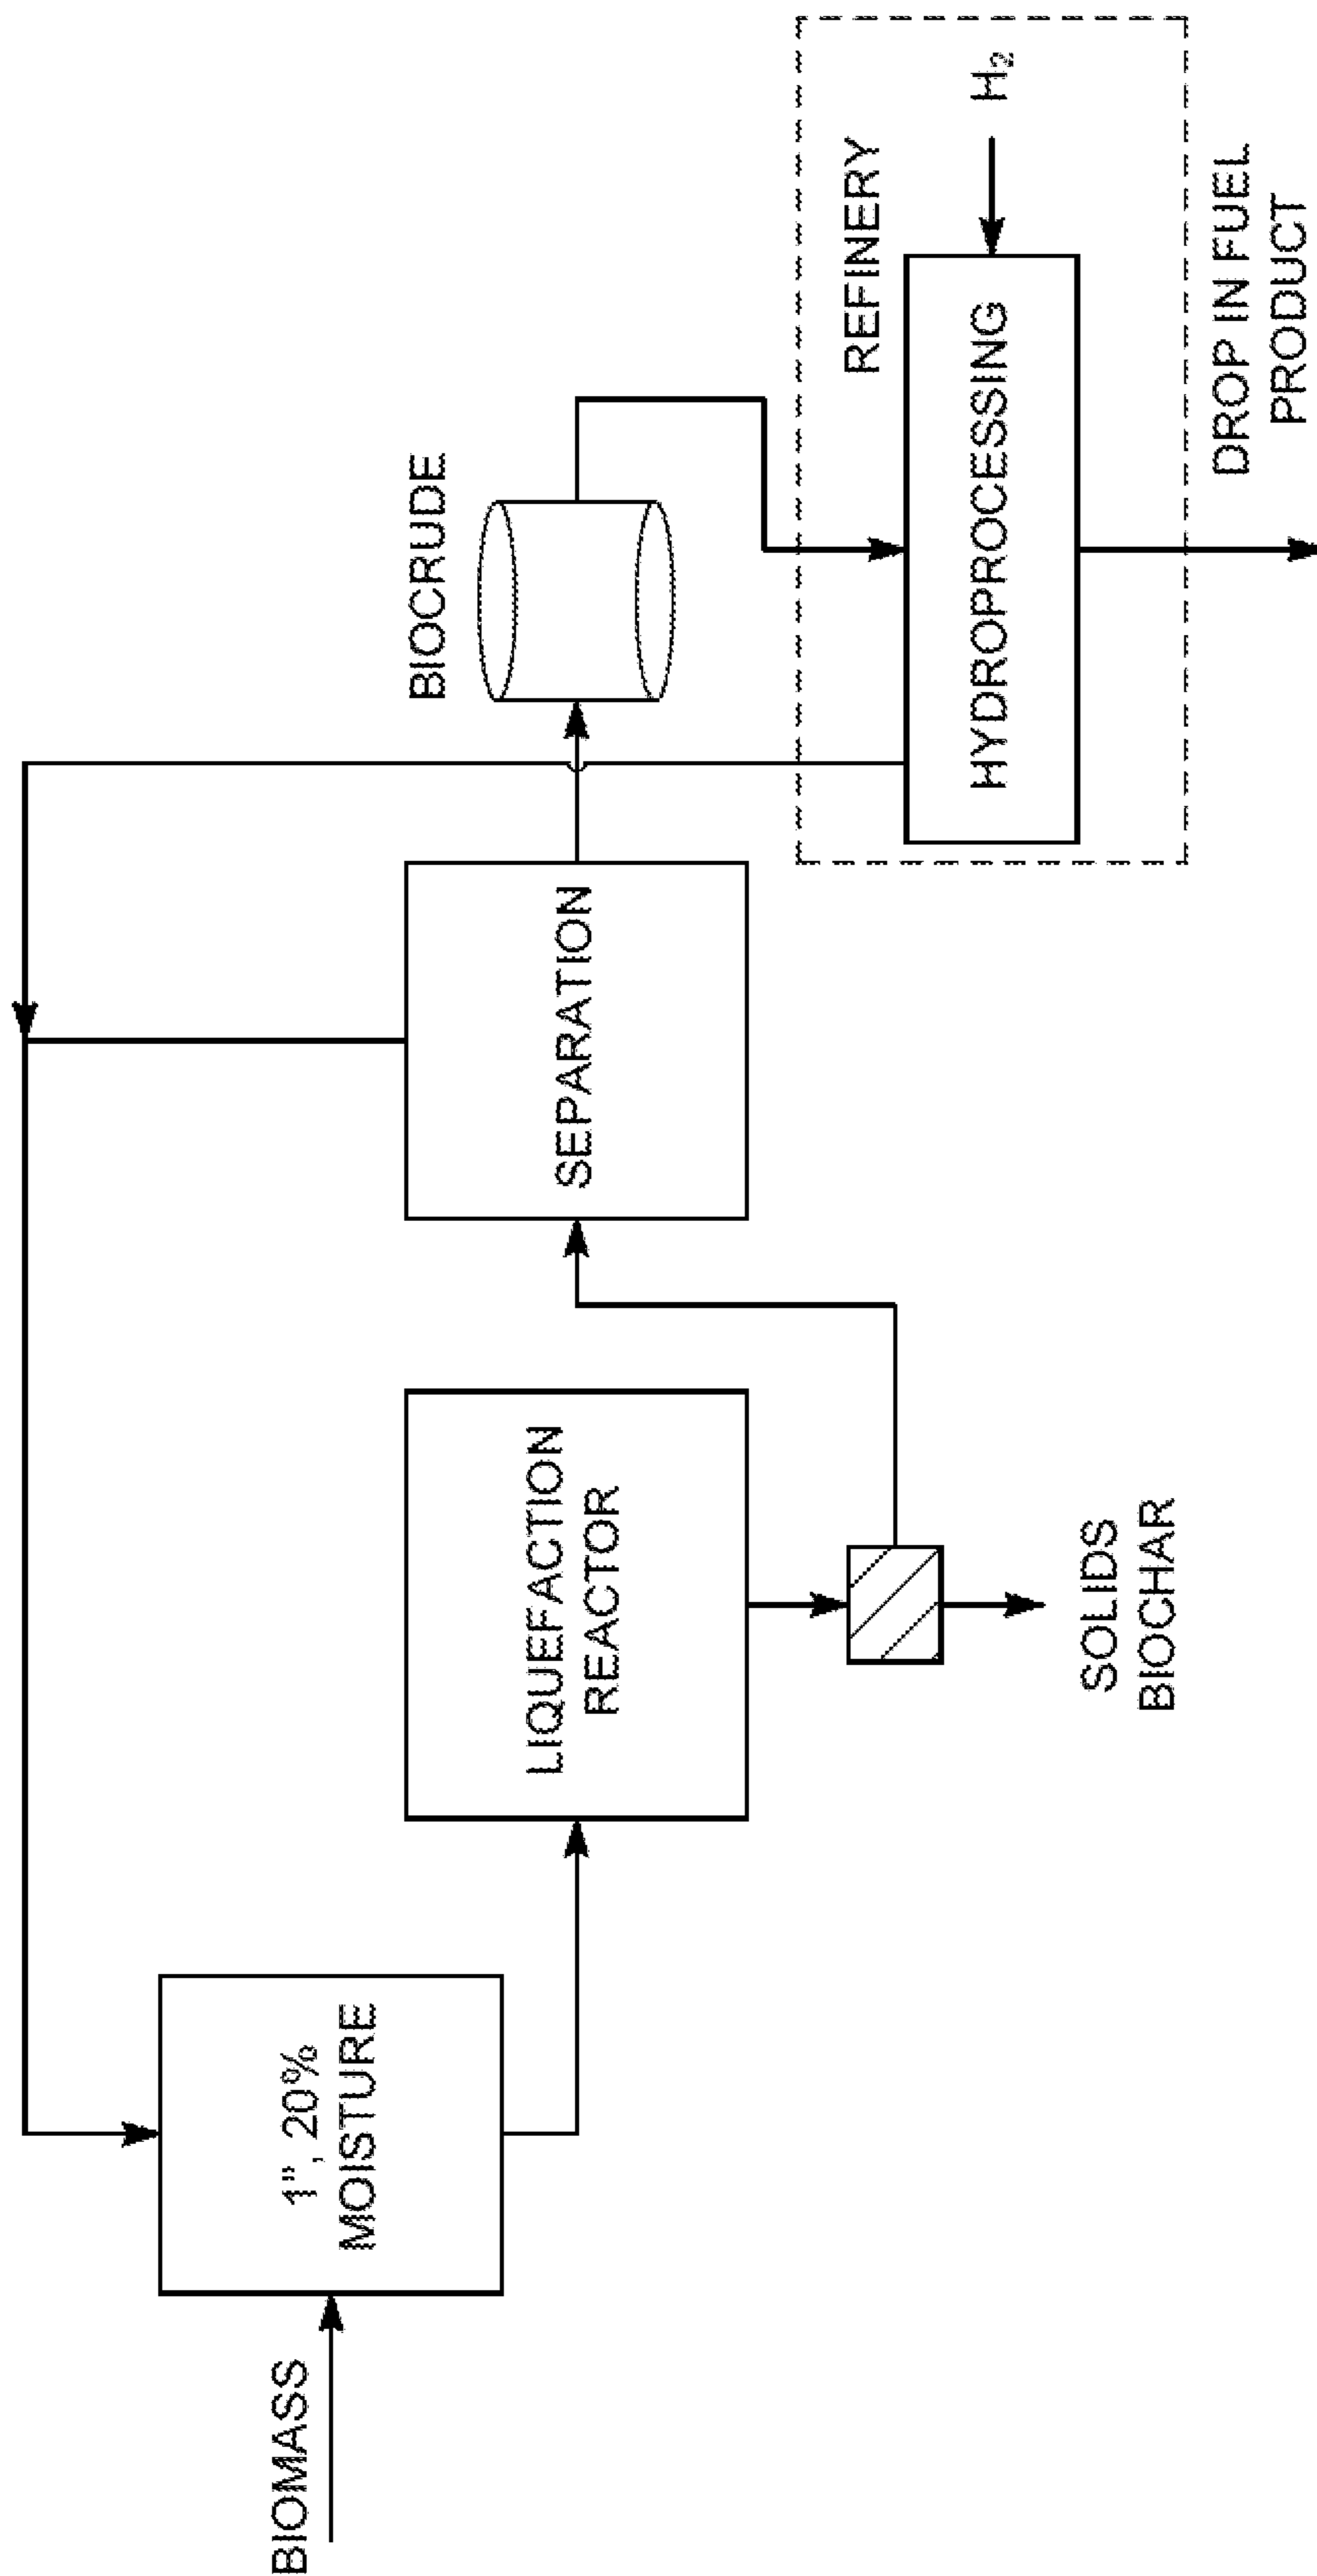 BIOMASS
1", 20%
MOISTURE
LIQUEFACTION
REACTOR
SOLIDS
BIOCHAR
SEPARATION
BIOCRUDE
REFINERY
HYDROPROCESSING
H₂
DROP IN FUEL
PRODUCT